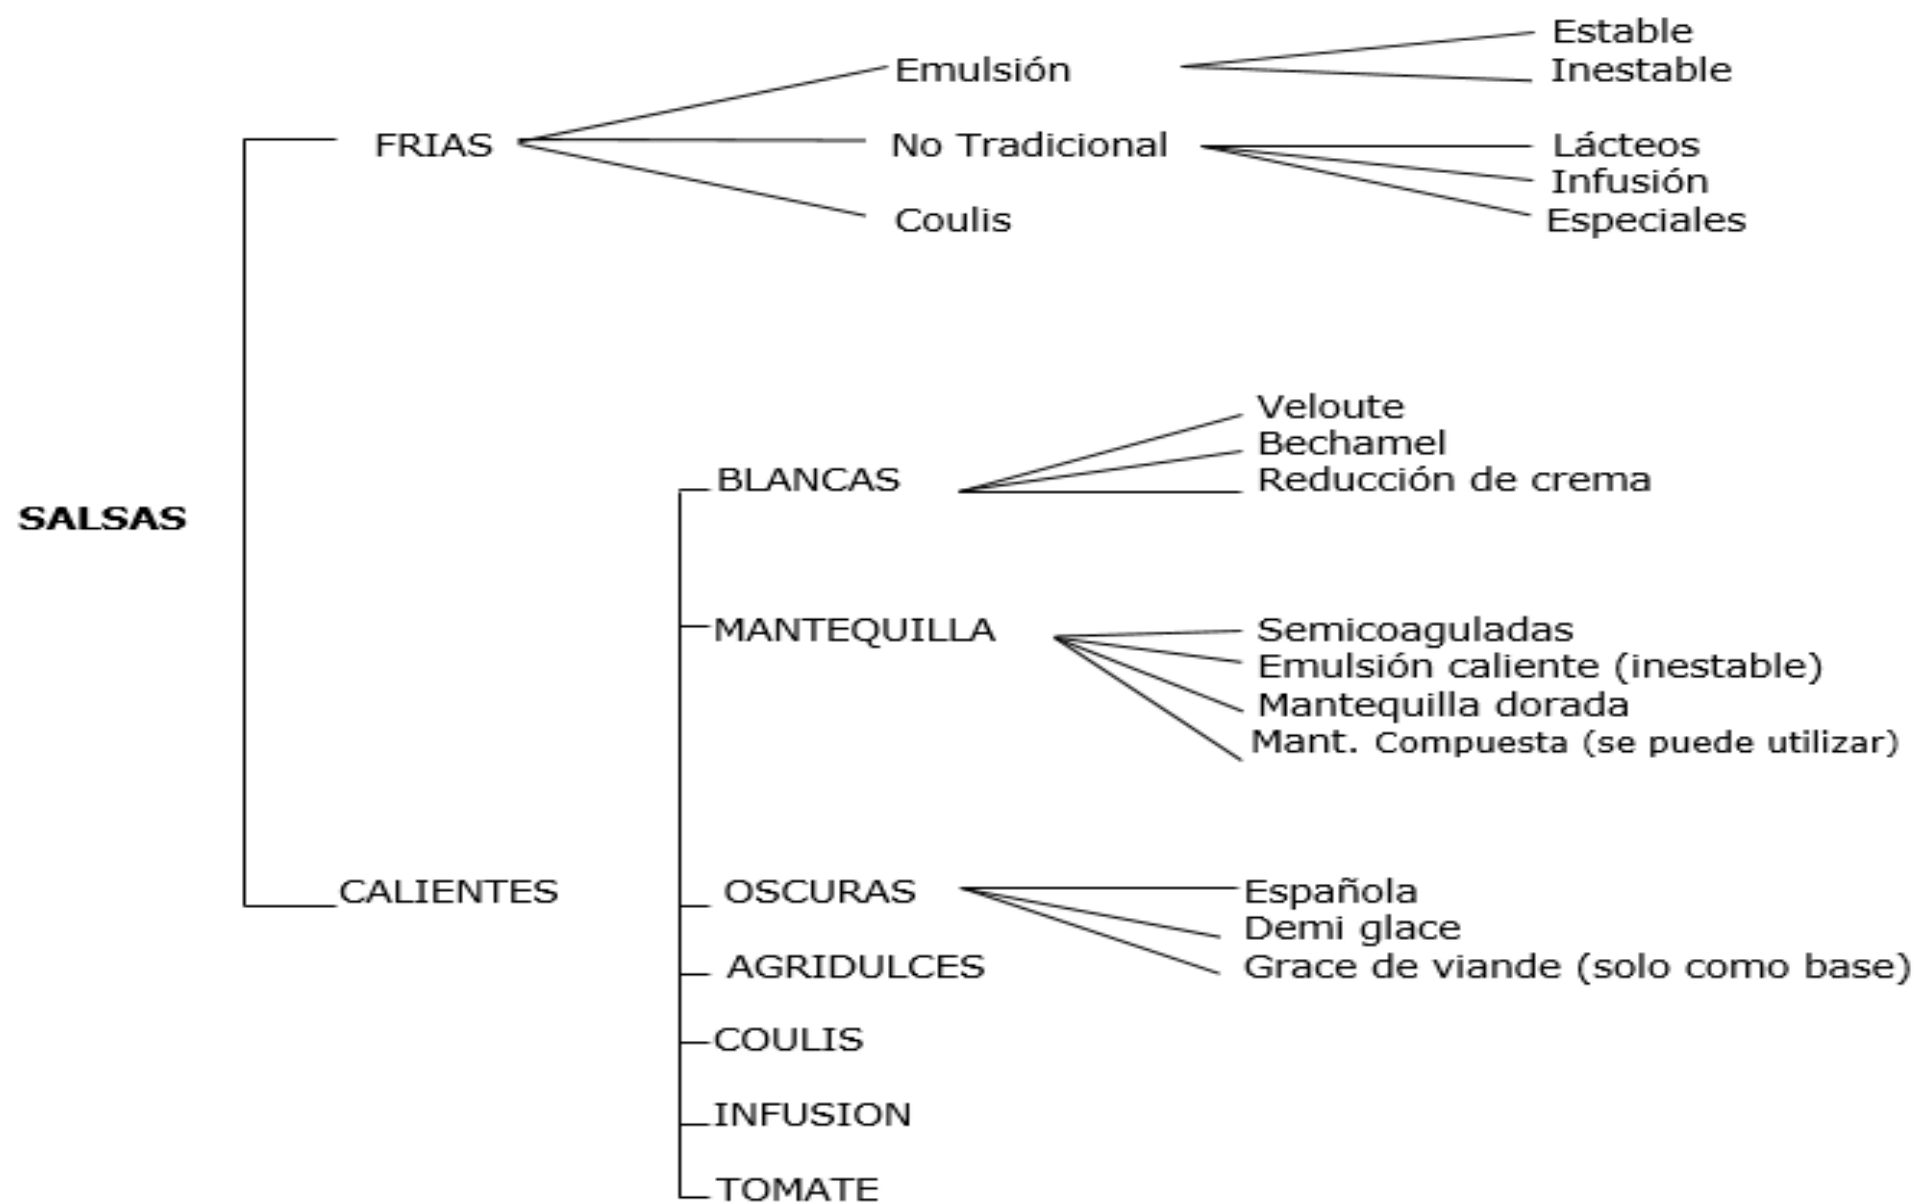 Estable
Emulsión
Inestable
FRIAS
No Tradicional
Lácteos
Infusión
Coulis
Especiales
Veloute
Bechamel
BLANCAS
Reducción de crema
SALSAS
MANTEQUILLA
Semicoaguladas
Emulsión caliente (inestable)
Mantequilla dorada
Mant. Compuesta (se puede utilizar)
CALIENTES
OSCURAS
Española
Demi glace
AGRIDULCES
Grace de viande (solo como base)
COULIS
INFUSION
TOMATE